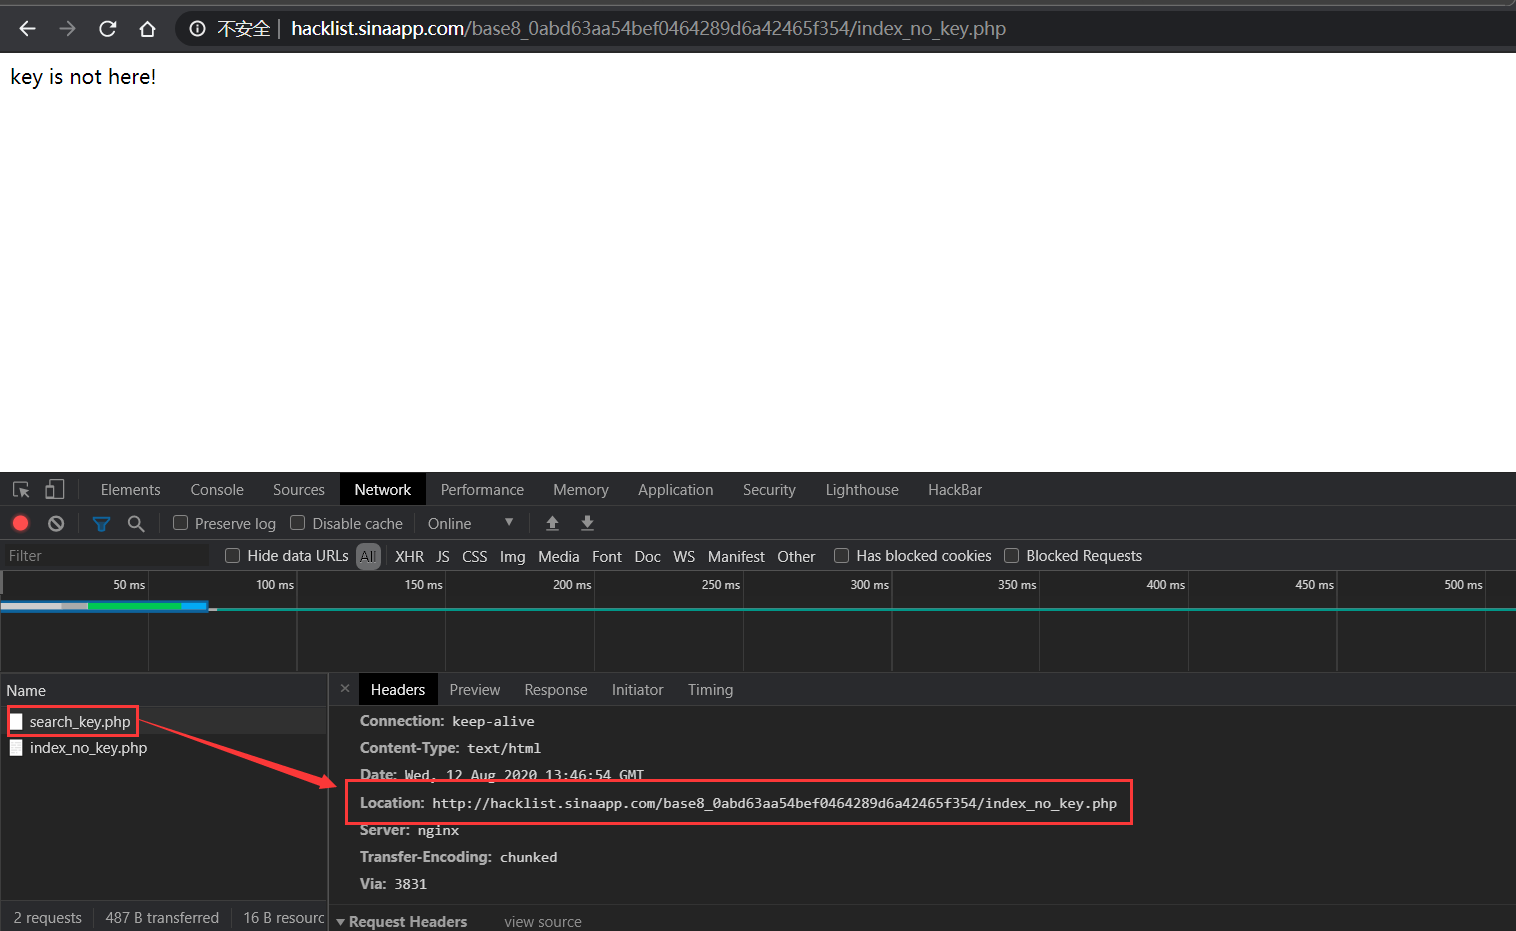 不安全 | hacklist.sinaapp.com/base8_0abd63aa54bef0464289d6a42465f354/index_no_key.php
key is not here!
Elements Console Sources Network Performance Memory Application Security Lighthouse HackBar
Preserve log Disable cache Online
Filter Hide data URLs All XHR JS CSS Img Media Font Doc WS Manifest Other Has blocked cookies Blocked Requests
50 ms 100 ms 150 ms 200 ms 250 ms 300 ms 350 ms 400 ms 450 ms 500 ms
Name
search_key.php
index_no_key.php
2 requests 487 B transferred 16 B resourc
Headers Preview Response Initiator Timing
Connection: keep-alive
Content-Type: text/html
Date: Wed, 12 Aug 2020 13:46:54 GMT
Location: http://hacklist.sinaapp.com/base8_0abd63aa54bef0464289d6a42465f354/index_no_key.php
Server: nginx
Transfer-Encoding: chunked
Via: 3831
Request Headers view source